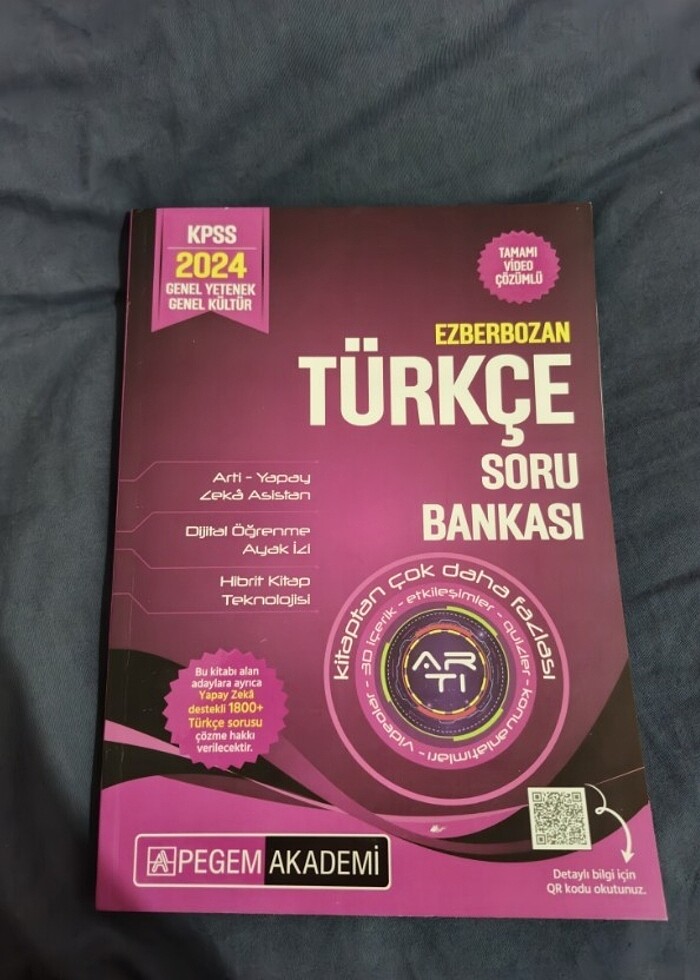 KPSS
2024
GENEL YETENEK
GENEL KÜLTÜR
TAMAMI
VİDEO
ÇÖZÜMLÜ
EZBERBOZAN
TÜRKÇE
SORU
BANKASI
Arti - Yapay
Zekâ Asistan
Dijital Öğrenme
Ayak İzi
Hibrit Kitap
Teknolojisi
kitaptan çok daha fazlası
videolar - 3D içerik - etkileşimler - quizler - konu anlatımları
AR
TI
Bu kitabı alan
adaylara ayrıca
Yapay Zekâ
destekli 1800+
Türkçe sorusu
çözme hakkı
verilecektir.
PEGEM AKADEMİ
Detaylı bilgi için
QR kodu okutunuz.